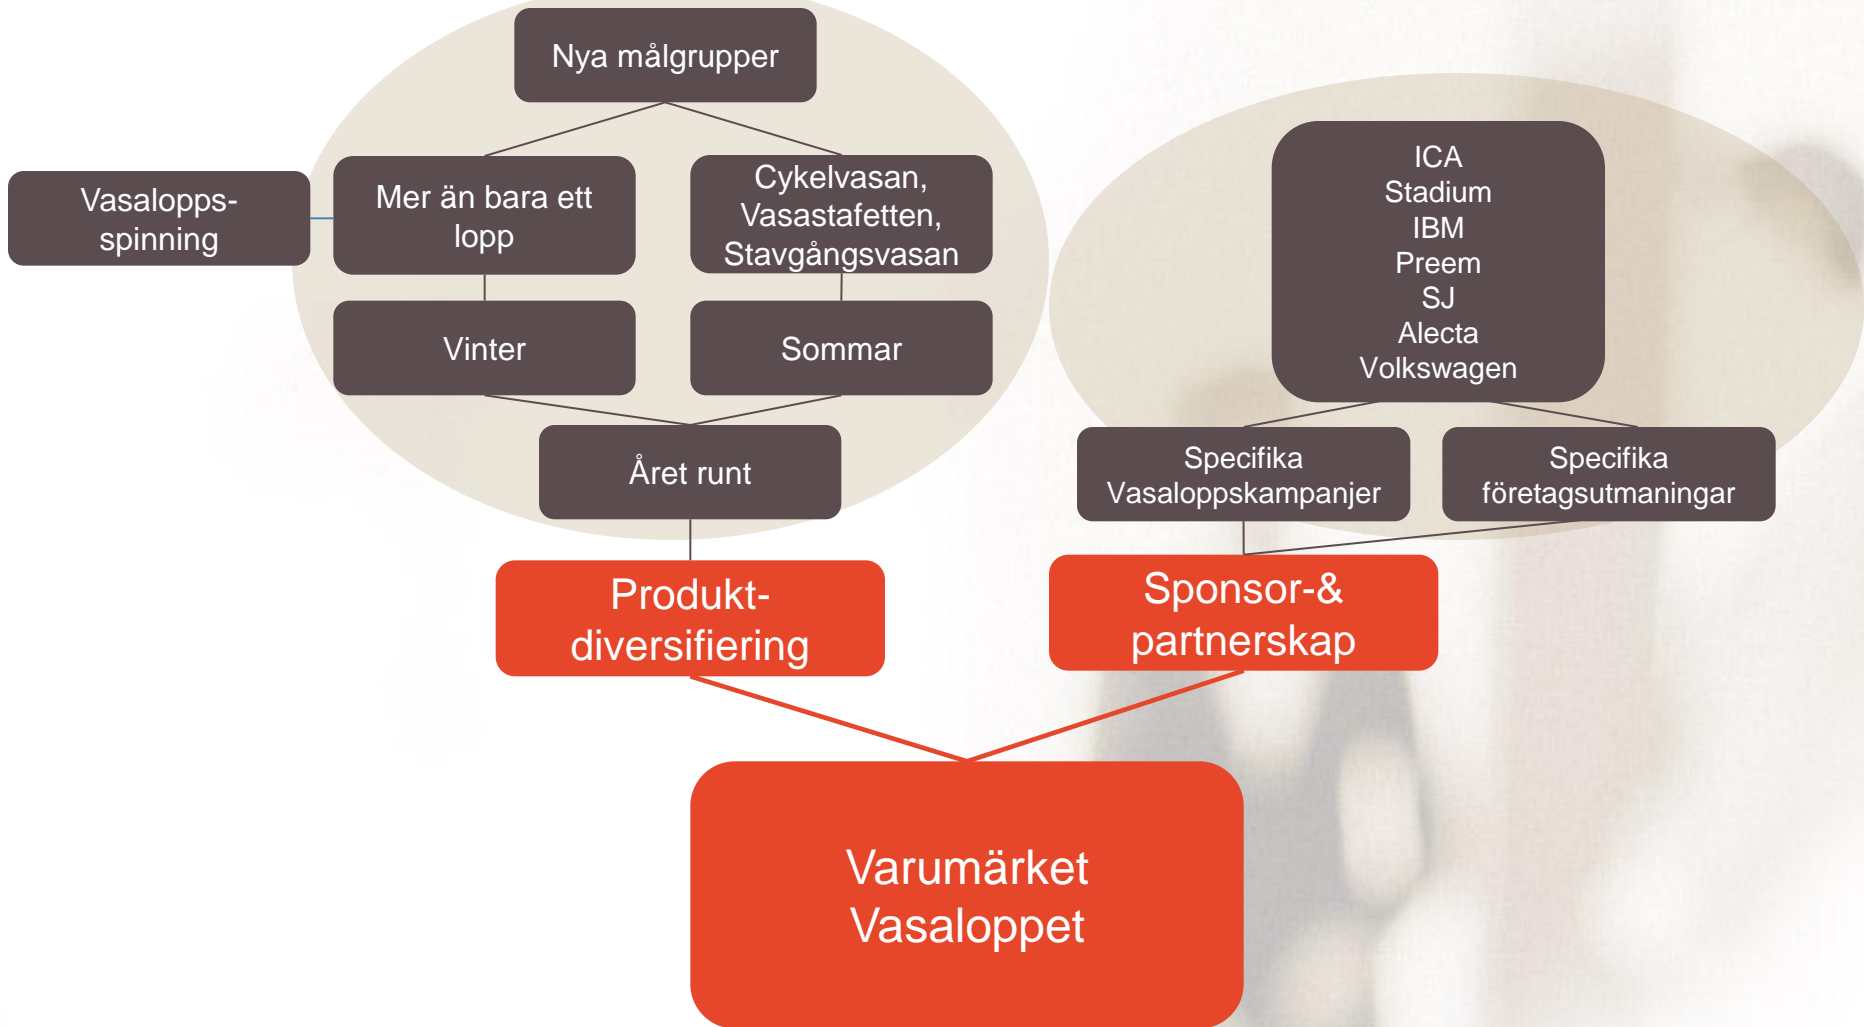 Nya målgrupper
Vasalopps-
spinning
Mer än bara ett
lopp
Cykelvasan,
Vasastafetten,
Stavgångsvasan
Vinter
Sommar
Året runt
Produkt-
diversifiering
ICA
Stadium
IBM
Preem
SJ
Alecta
Volkswagen
Specifika
Vasaloppskampanjer
Specifika
företagsutmaningar
Sponsor-&
partnerskap
Varumärket
Vasaloppet